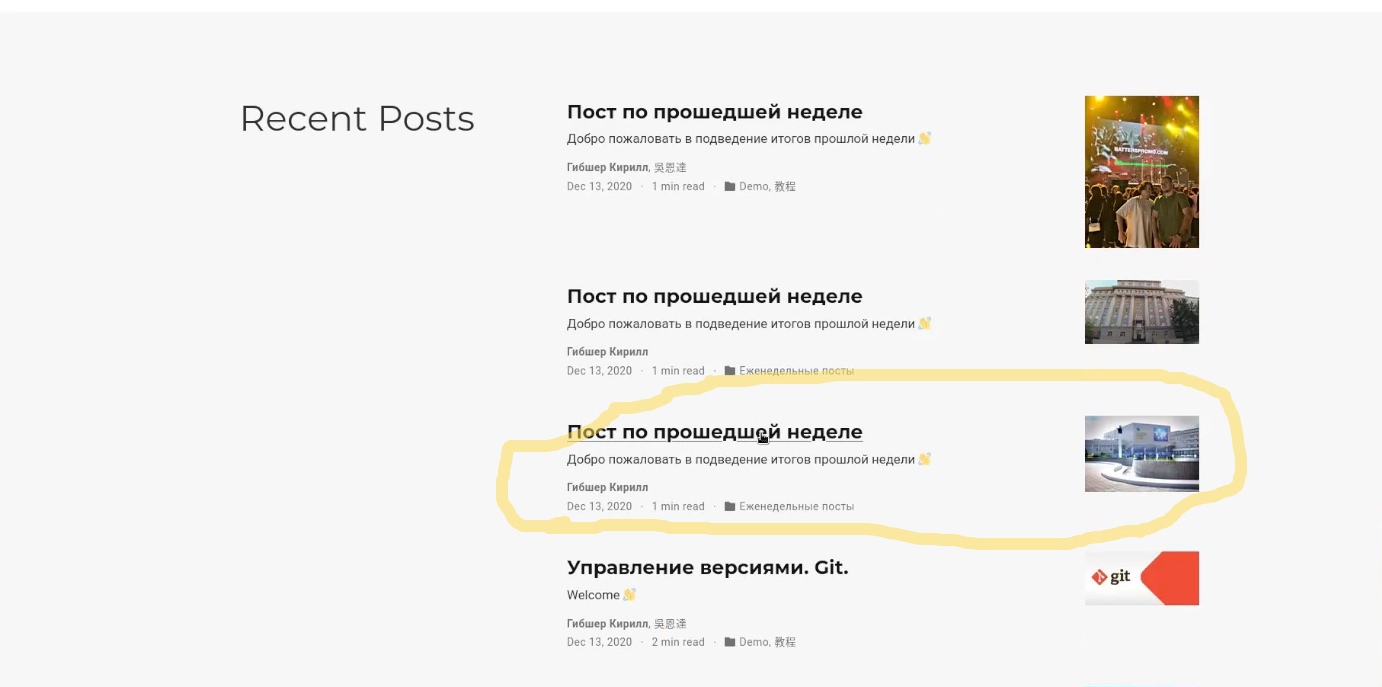 Recent Posts
Пост по прошедшей неделе
Добро пожаловать в подведение итогов прошлой недели 👋
Гибшер Кирилл, 吳恩達
Dec 13, 2020 · 1 min read · Demo, 教程
Пост по прошедшей неделе
Добро пожаловать в подведение итогов прошлой недели 👋
Гибшер Кирилл
Dec 13, 2020 · 1 min read · Еженедельные посты
Пост по прошедшей неделе
Добро пожаловать в подведение итогов прошлой недели 👋
Гибшер Кирилл
Dec 13, 2020 · 1 min read · Еженедельные посты
Управление версиями. Git.
Welcome 👋
Гибшер Кирилл, 吳恩達
Dec 13, 2020 · 2 min read · Demo, 教程
git